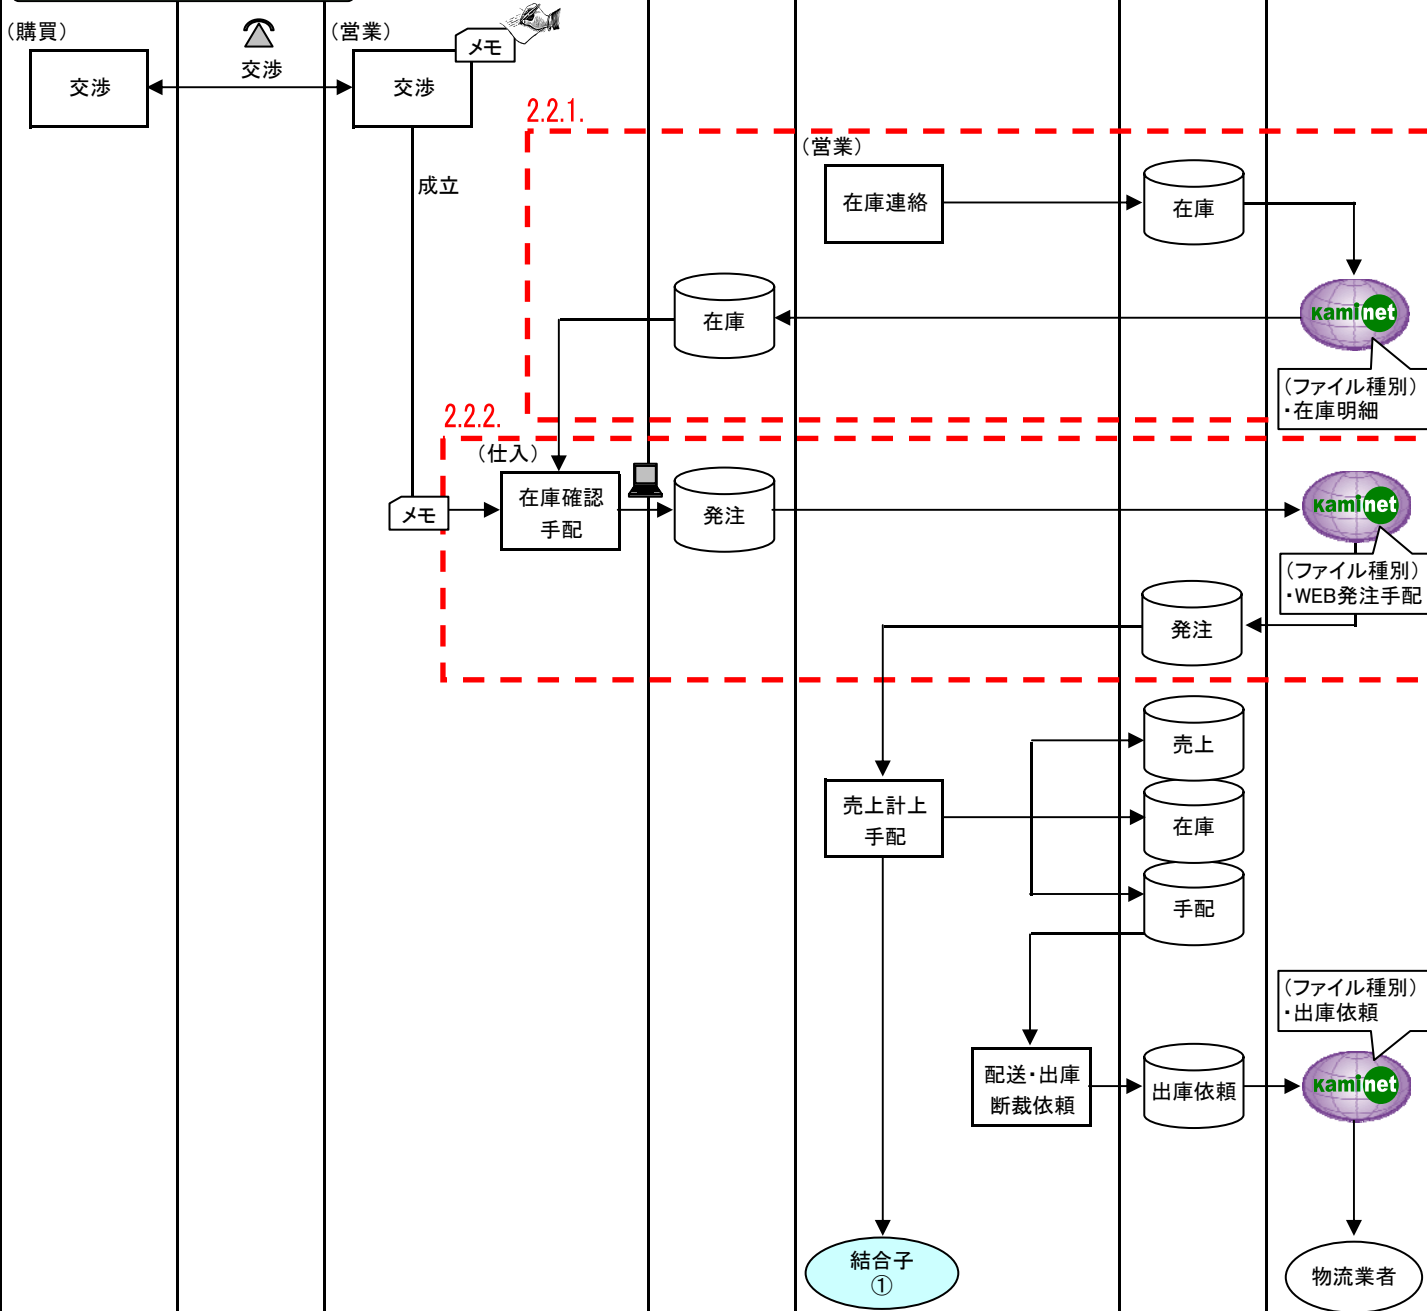 (購買)
(営業)
メモ
交渉
交渉
交渉
2.2.1.
(営業)
成立
在庫連絡
在庫
在庫
kaminet
(ファイル種別)
・在庫明細
2.2.2.
(仕入)
メモ
在庫確認
手配
発注
kaminet
(ファイル種別)
・WEB発注手配
発注
売上
売上計上
手配
在庫
手配
(ファイル種別)
・出庫依頼
配送・出庫
断裁依頼
出庫依頼
kaminet
結合子
①
物流業者